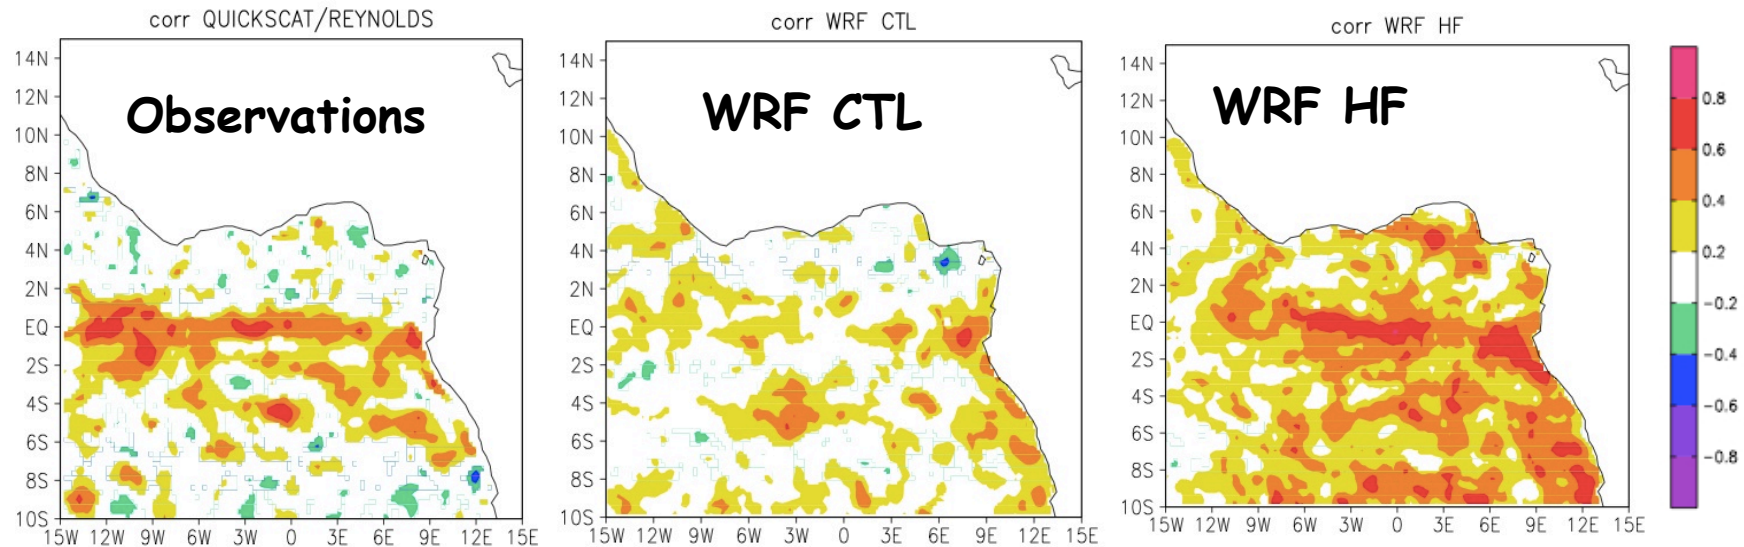 corr QUICKSCAT/REYNOLDS
Observations
14N
12N
10N
8N
6N
4N
2N
EQ
2S
4S
6S
8S
10S
15W 12W 9W 6W 3W 0 3E 6E 9E 12E 15E
corr WRF CTL
WRF CTL
14N
12N
10N
8N
6N
4N
2N
EQ
2S
4S
6S
8S
10S
15W 12W 9W 6W 3W 0 3E 6E 9E 12E 15E
corr WRF HF
WRF HF
14N
12N
10N
8N
6N
4N
2N
EQ
2S
4S
6S
8S
10S
15W 12W 9W 6W 3W 0 3E 6E 9E 12E 15E
0.8
0.6
0.4
0.2
−0.2
−0.4
−0.6
−0.8